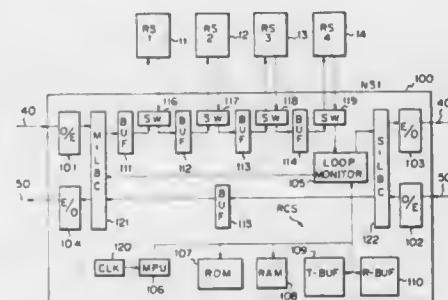 RS 1 11
RS 2 12
RS 3 13
RS 4 14
NS1 100
116 117 118 119
40 O/E 101
MILBC 121
BUF 111
SW
BUF 112
SW
BUF 113
SW
BUF 114
SW
LOOP MONITOR 105
SILBC 122
E/O 103 40
50 E/O 104
BUF 115
RCS
O/E 102 50
120 CLK
MPU 106
107 ROM
RAM 108
109 T-BUF
R-BUF 110